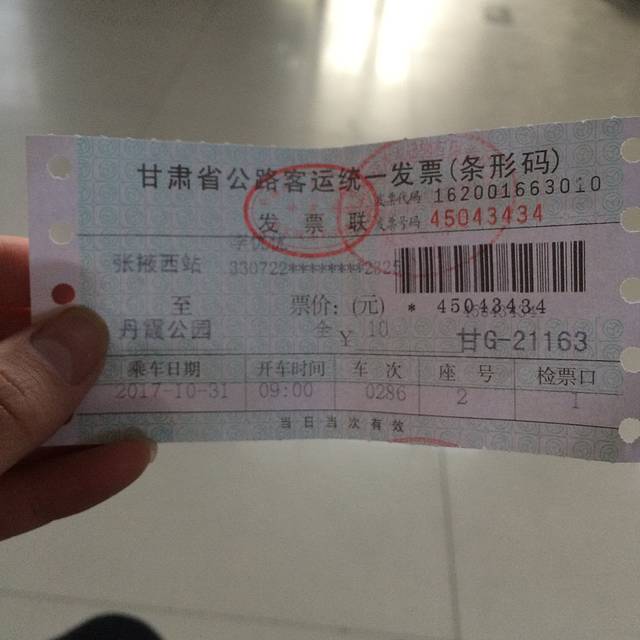 甘肃省公路客运统一发票(条形码)
发票代码 162001663010
发票联 发票号码 45043434
张掖西站 330722********282
至 票价：(元) * 45043434
丹霞公园 全 ¥ 10 甘G-21163
乘车日期 开车时间 车次 座号 检票口
2017-10-31 09:00 0286 2 1
当日当次有效